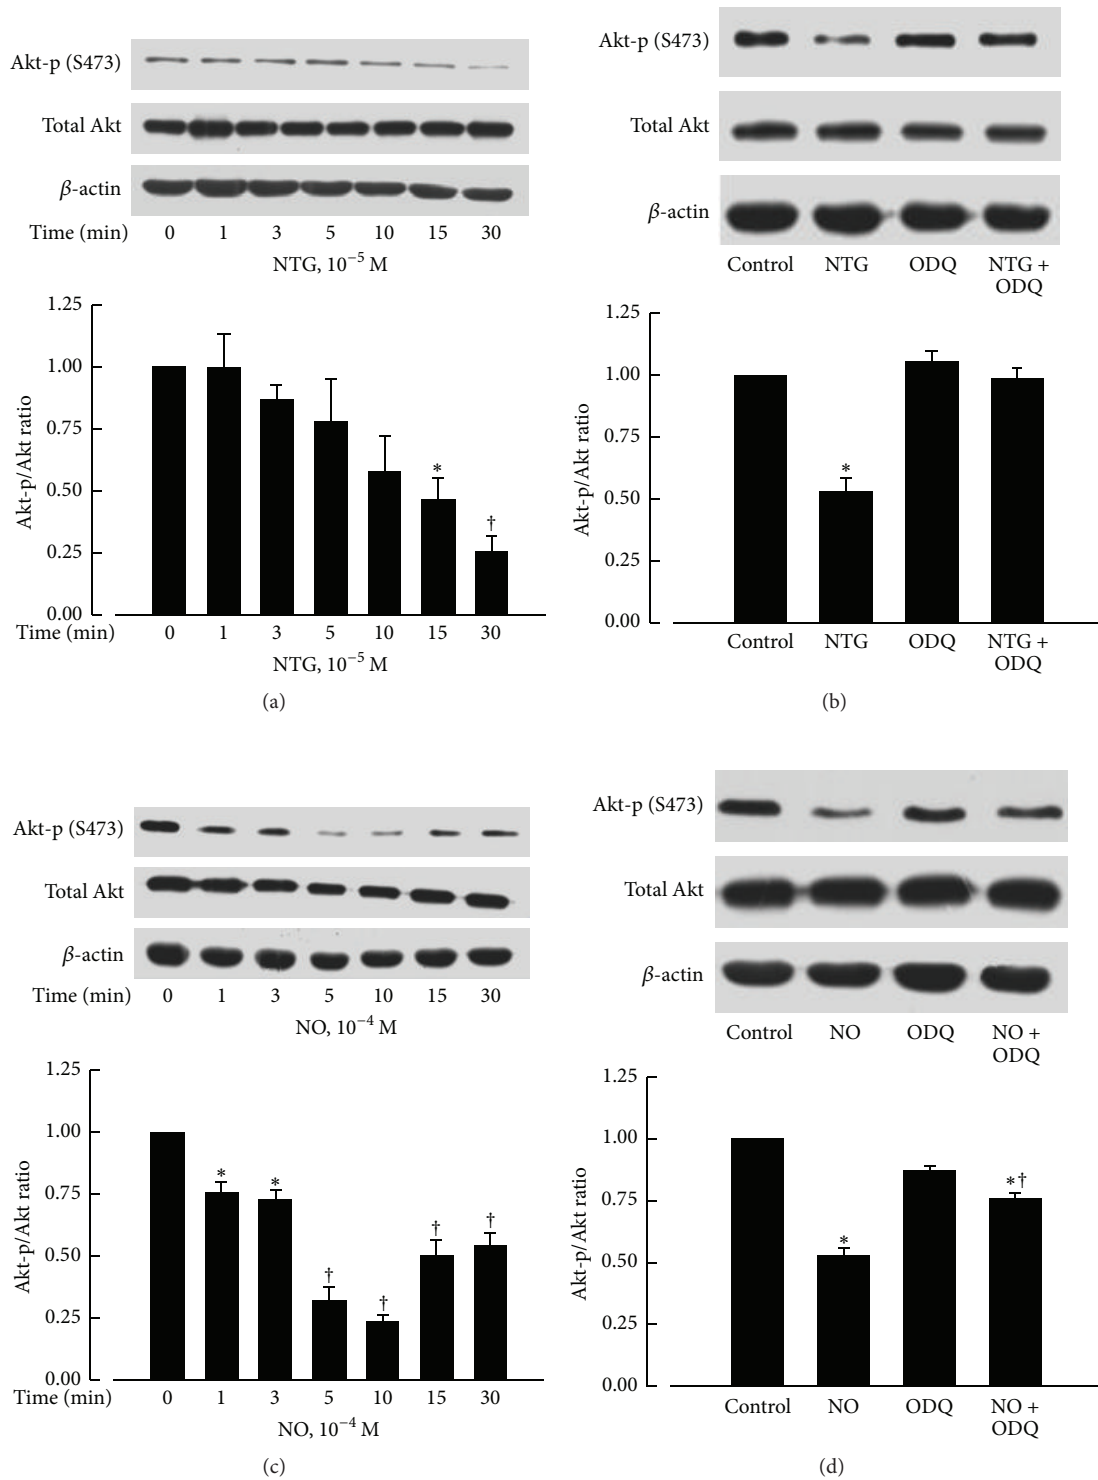 Akt-p (S473)
Total Akt
β-actin
Time (min) 0 1 3 5 10 15 30
NTG, 10⁻⁵ M
1.25
1.00
0.75
0.50
0.25
0.00
Akt-p/Akt ratio
*
†
Time (min) 0 1 3 5 10 15 30
NTG, 10⁻⁵ M
(a)
Akt-p (S473)
Total Akt
β-actin
Control NTG ODQ NTG +
ODQ
1.25
1.00
0.75
0.50
0.25
0.00
Akt-p/Akt ratio
*
Control NTG ODQ NTG +
ODQ
(b)
Akt-p (S473)
Total Akt
β-actin
Time (min) 0 1 3 5 10 15 30
NO, 10⁻⁴ M
1.25
1.00
0.75
0.50
0.25
0.00
Akt-p/Akt ratio
* * † † † †
Time (min) 0 1 3 5 10 15 30
NO, 10⁻⁴ M
(c)
Akt-p (S473)
Total Akt
β-actin
Control NO ODQ NO +
ODQ
1.25
1.00
0.75
0.50
0.25
0.00
Akt-p/Akt ratio
* *†
Control NO ODQ NO +
ODQ
(d)